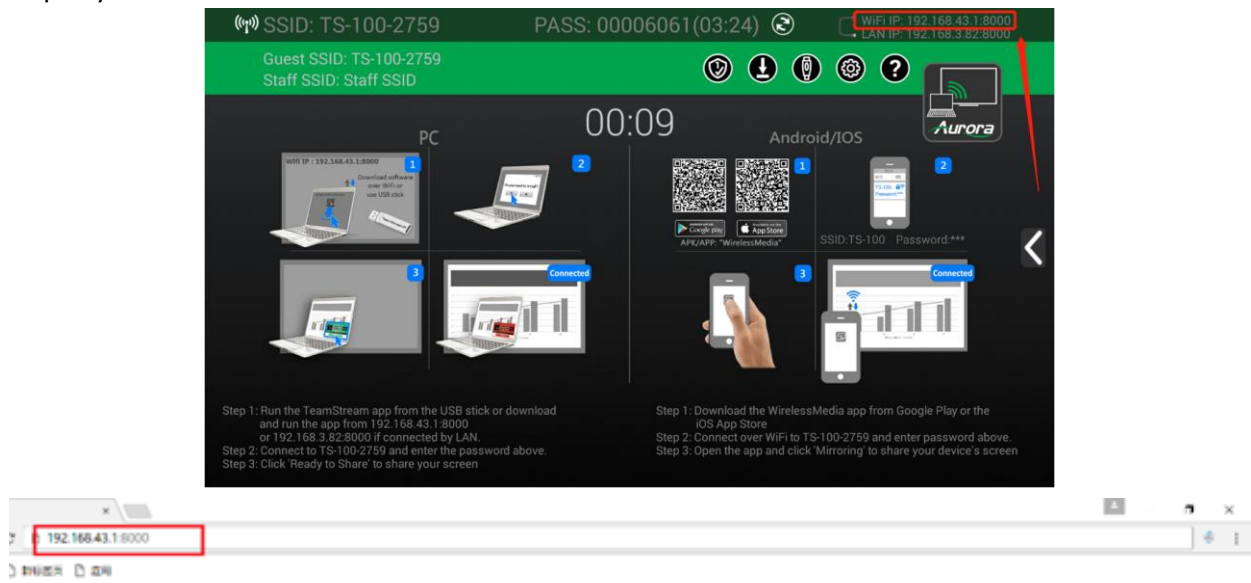 SSID: TS-100-2759
PASS: 00006061(03:24)
WiFi IP: 192.168.43.1:8000
LAN IP: 192.168.3.82:8000
Guest SSID: TS-100-2759
Staff SSID: Staff SSID
Aurora
00:09
PC
Wifi IP : 192.168.43.1:8000
1
Download software
over WiFi or
use USB stick
2
3
Connected
Android/IOS
1
Google play
App Store
APK/APP: "WirelessMedia"
2
TS-100
Password:***
SSID:TS-100 Password:***
3
Connected
Step 1: Run the TeamStream app from the USB stick or download
and run the app from 192.168.43.1:8000
or 192.168.3.82:8000 if connected by LAN.
Step 2: Connect to TS-100-2759 and enter the password above.
Step 3: Click 'Ready to Share' to share your screen
Step 1: Download the WirelessMedia app from Google Play or the
iOS App Store
Step 2: Connect over WiFi to TS-100-2759 and enter password above.
Step 3: Open the app and click 'Mirroring' to share your device's screen
192.168.43.1:8000